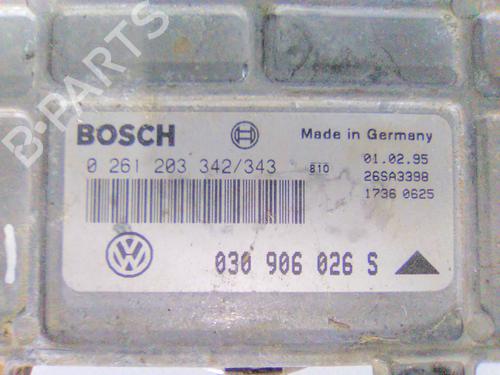 B-PARTS
BOSCH
Made in Germany
0 261 203 342/343
810
01.02.95
26SA3398
1736 0625
030 906 026 S